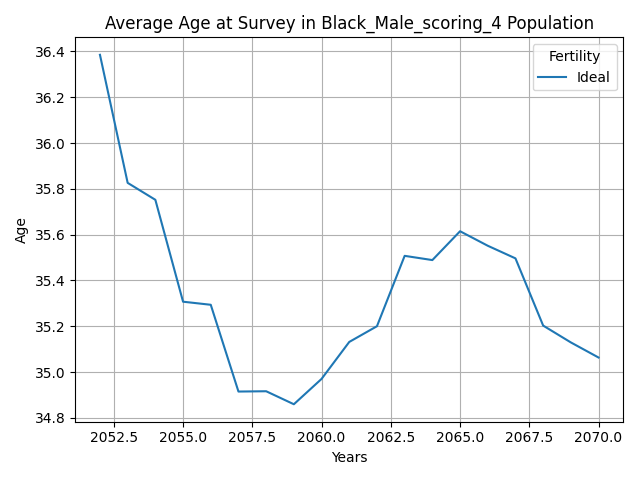 Average Age at Survey in Black_Male_scoring_4 Population
Fertility
Ideal
36.4
36.2
36.0
35.8
35.6
35.4
35.2
35.0
34.8
Age
2052.5 2055.0 2057.5 2060.0 2062.5 2065.0 2067.5 2070.0
Years